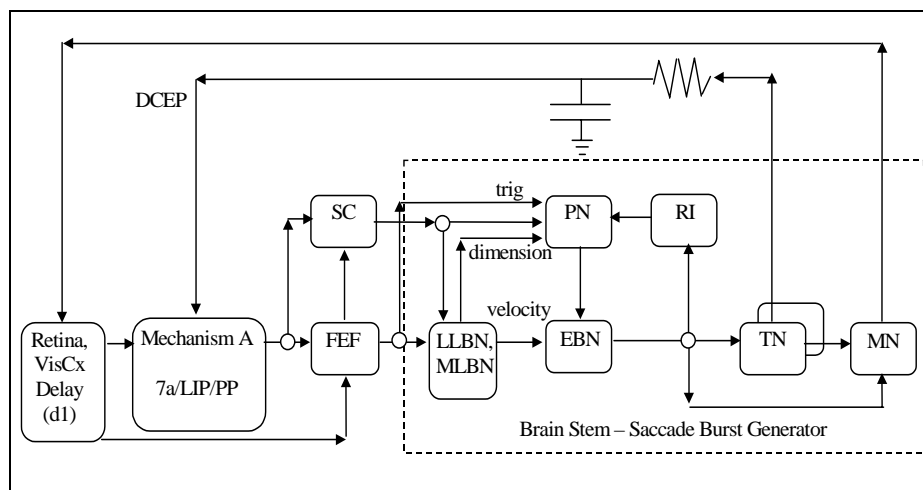 DCEP
trig
SC
PN
RI
dimension
velocity
Retina,
VisCx
Delay
(d1)
Mechanism A
7a/LIP/PP
FEF
LLBN,
MLBN
EBN
TN
MN
Brain Stem – Saccade Burst Generator